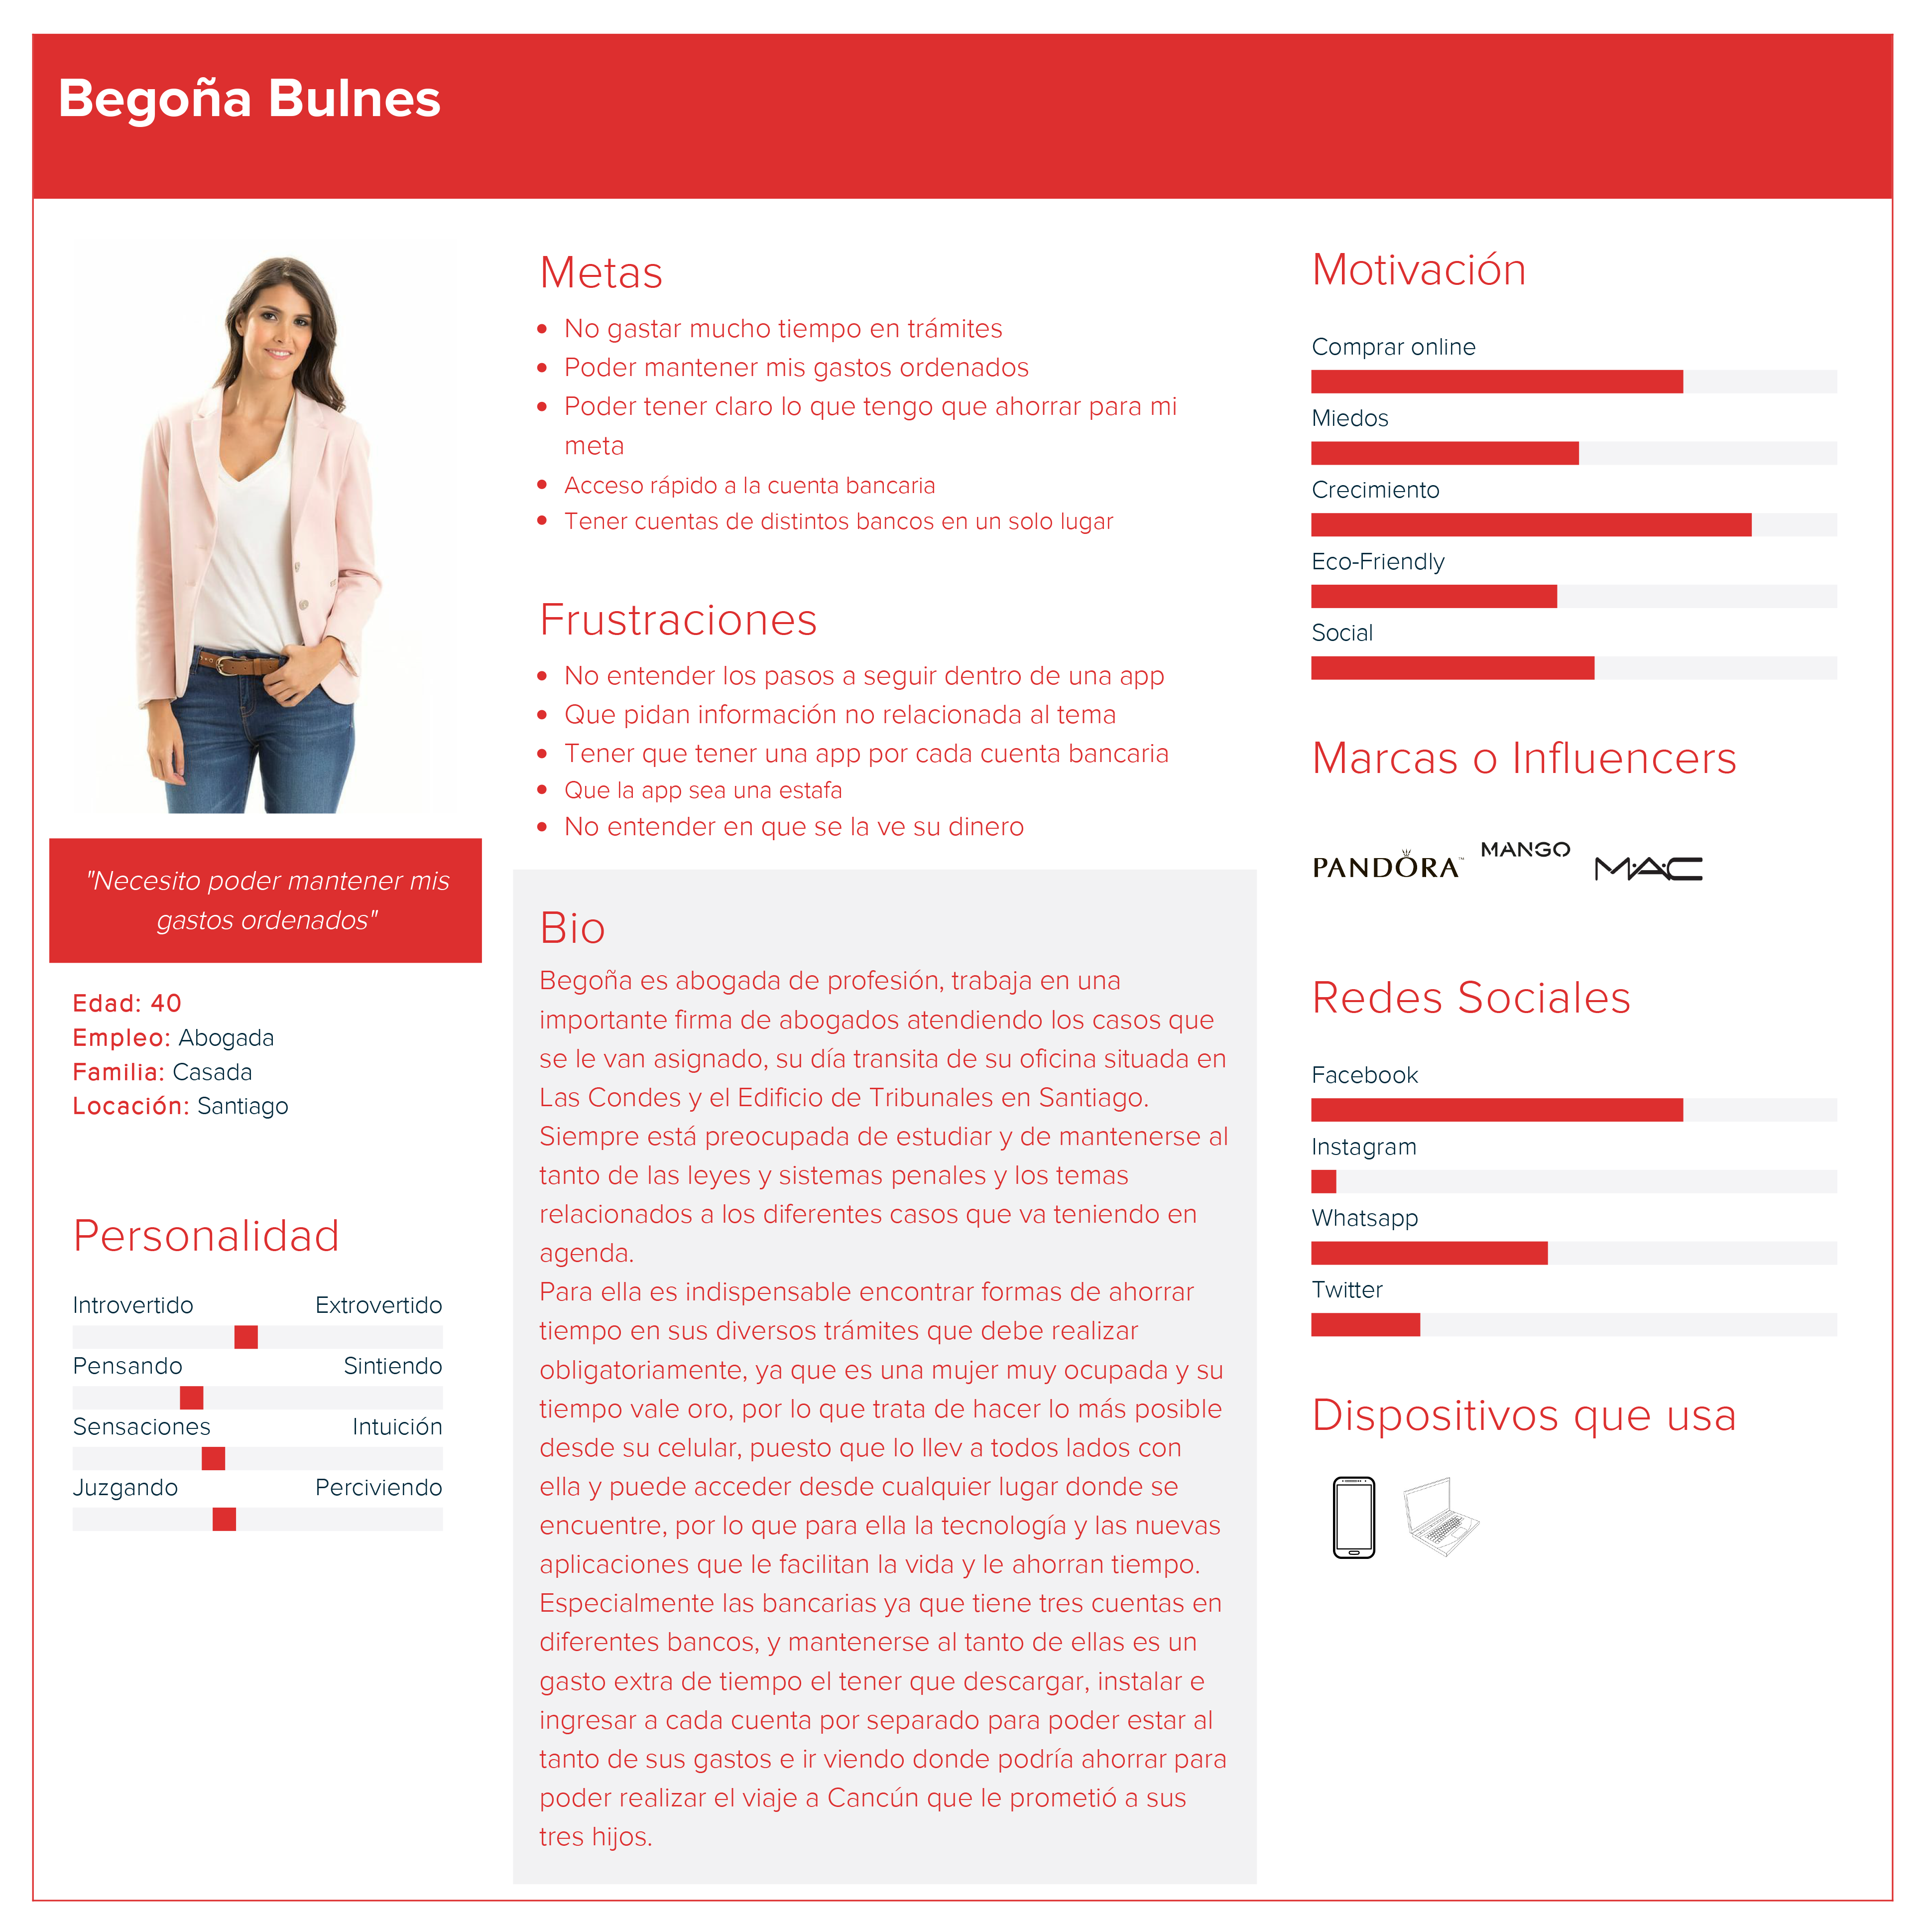 Begoña Bulnes
"Necesito poder mantener mis
gastos ordenados"
Edad: 40
Empleo: Abogada
Familia: Casada
Locación: Santiago
Personalidad
Introvertido Extrovertido
Pensando Sintiendo
Sensaciones Intuición
Juzgando Perciviendo
Metas
• No gastar mucho tiempo en trámites
• Poder mantener mis gastos ordenados
• Poder tener claro lo que tengo que ahorrar para mi
meta
• Acceso rápido a la cuenta bancaria
• Tener cuentas de distintos bancos en un solo lugar
Frustraciones
• No entender los pasos a seguir dentro de una app
• Que pidan información no relacionada al tema
• Tener que tener una app por cada cuenta bancaria
• Que la app sea una estafa
• No entender en que se la ve su dinero
Bio
Begoña es abogada de profesión, trabaja en una
importante firma de abogados atendiendo los casos que
se le van asignado, su día transita de su oficina situada en
Las Condes y el Edificio de Tribunales en Santiago.
Siempre está preocupada de estudiar y de mantenerse al
tanto de las leyes y sistemas penales y los temas
relacionados a los diferentes casos que va teniendo en
agenda.
Para ella es indispensable encontrar formas de ahorrar
tiempo en sus diversos trámites que debe realizar
obligatoriamente, ya que es una mujer muy ocupada y su
tiempo vale oro, por lo que trata de hacer lo más posible
desde su celular, puesto que lo llev a todos lados con
ella y puede acceder desde cualquier lugar donde se
encuentre, por lo que para ella la tecnología y las nuevas
aplicaciones que le facilitan la vida y le ahorran tiempo.
Especialmente las bancarias ya que tiene tres cuentas en
diferentes bancos, y mantenerse al tanto de ellas es un
gasto extra de tiempo el tener que descargar, instalar e
ingresar a cada cuenta por separado para poder estar al
tanto de sus gastos e ir viendo donde podría ahorrar para
poder realizar el viaje a Cancún que le prometió a sus
tres hijos.
Motivación
Comprar online
Miedos
Crecimiento
Eco-Friendly
Social
Marcas o Influencers
PANDORA™ MANGO M·A·C
Redes Sociales
Facebook
Instagram
Whatsapp
Twitter
Dispositivos que usa